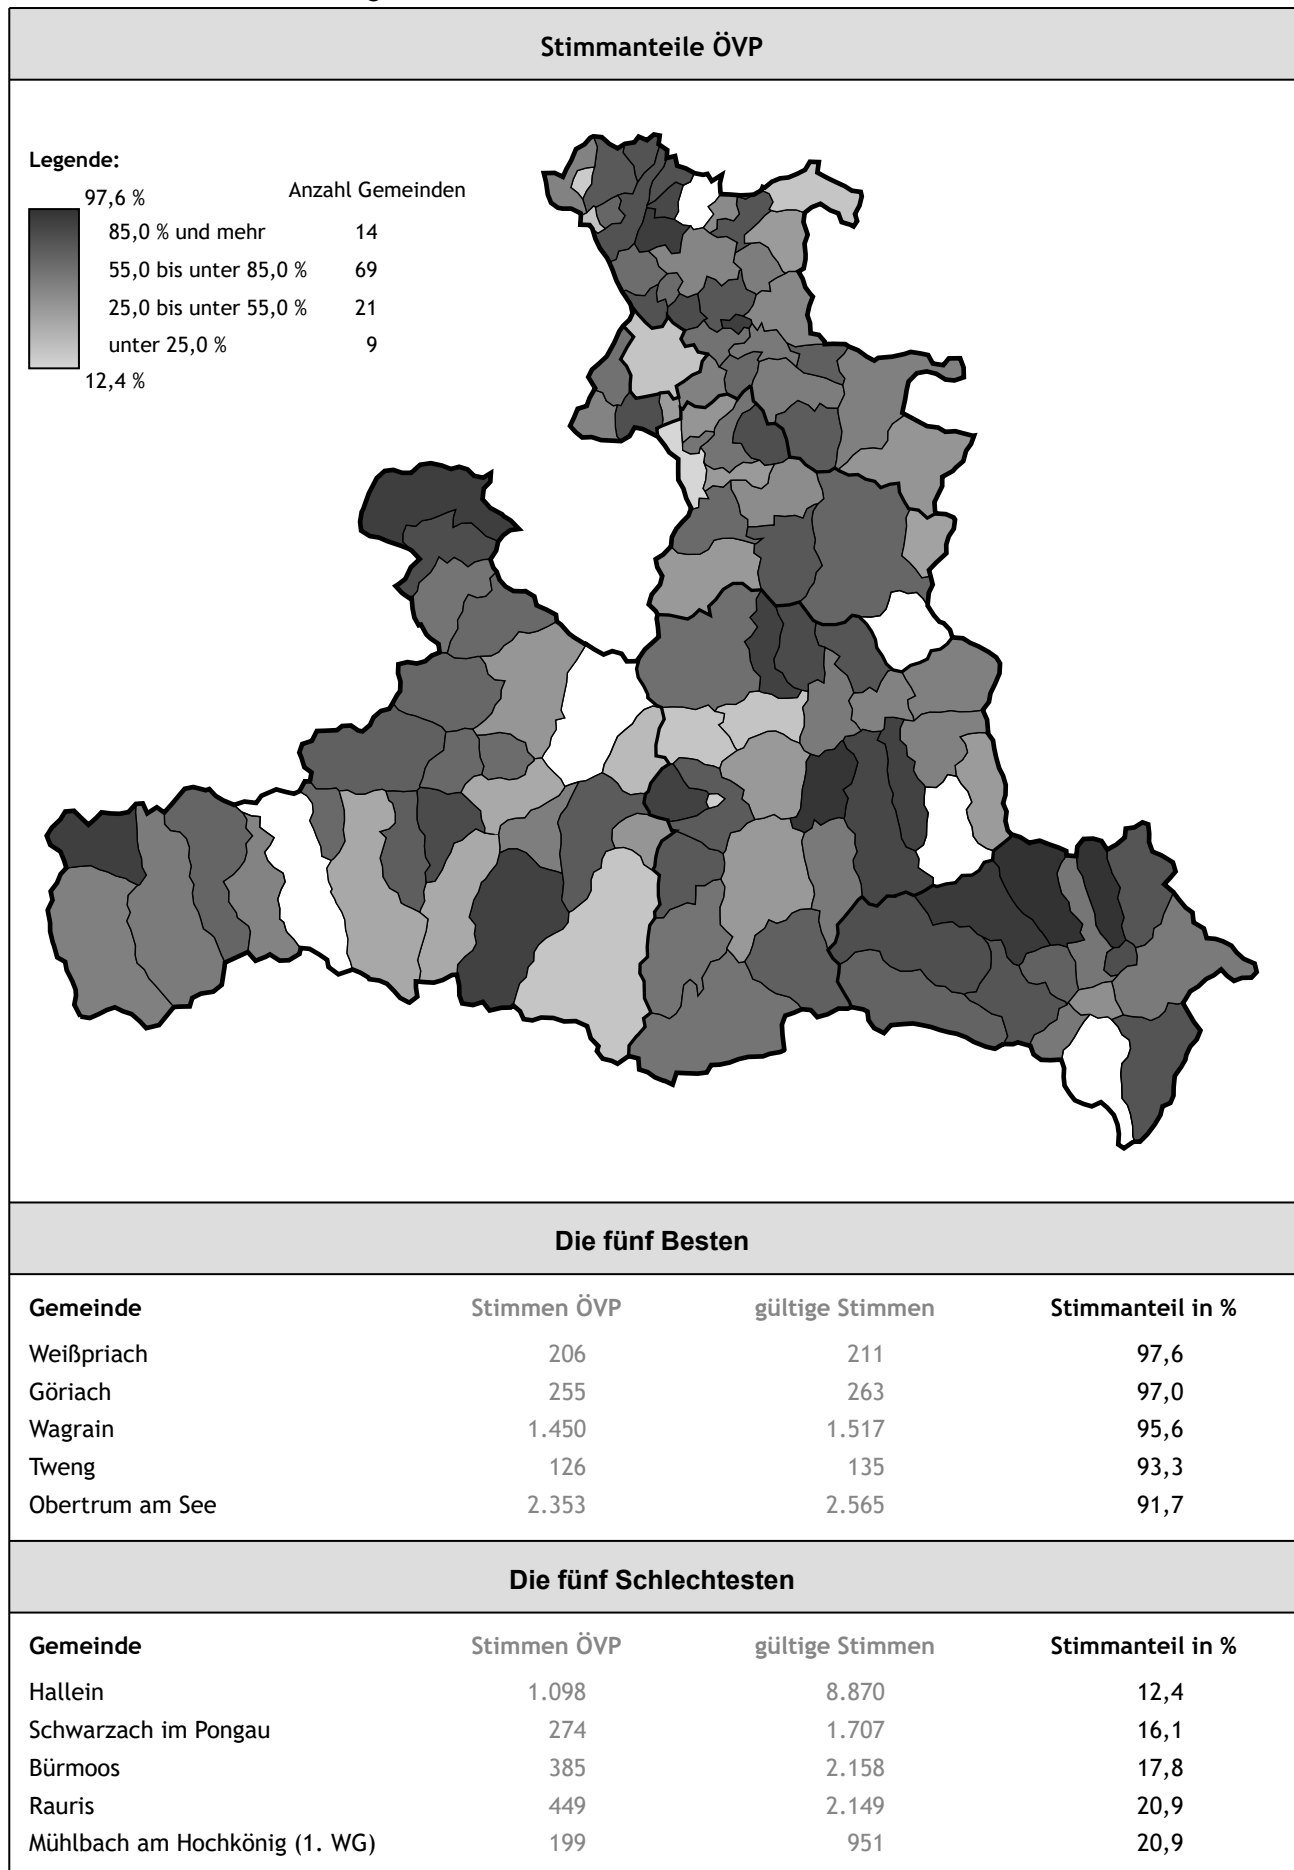 Stimmanteile ÖVP
Legende:
97,6 %
Anzahl Gemeinden
85,0 % und mehr 14
55,0 bis unter 85,0 % 69
25,0 bis unter 55,0 % 21
unter 25,0 % 9
12,4 %
Die fünf Besten
Gemeinde Stimmen ÖVP gültige Stimmen Stimmanteil in %
Weißpriach 206 211 97,6
Göriach 255 263 97,0
Wagrain 1.450 1.517 95,6
Tweng 126 135 93,3
Obertrum am See 2.353 2.565 91,7
Die fünf Schlechtesten
Gemeinde Stimmen ÖVP gültige Stimmen Stimmanteil in %
Hallein 1.098 8.870 12,4
Schwarzach im Pongau 274 1.707 16,1
Bürmoos 385 2.158 17,8
Rauris 449 2.149 20,9
Mühlbach am Hochkönig (1. WG) 199 951 20,9